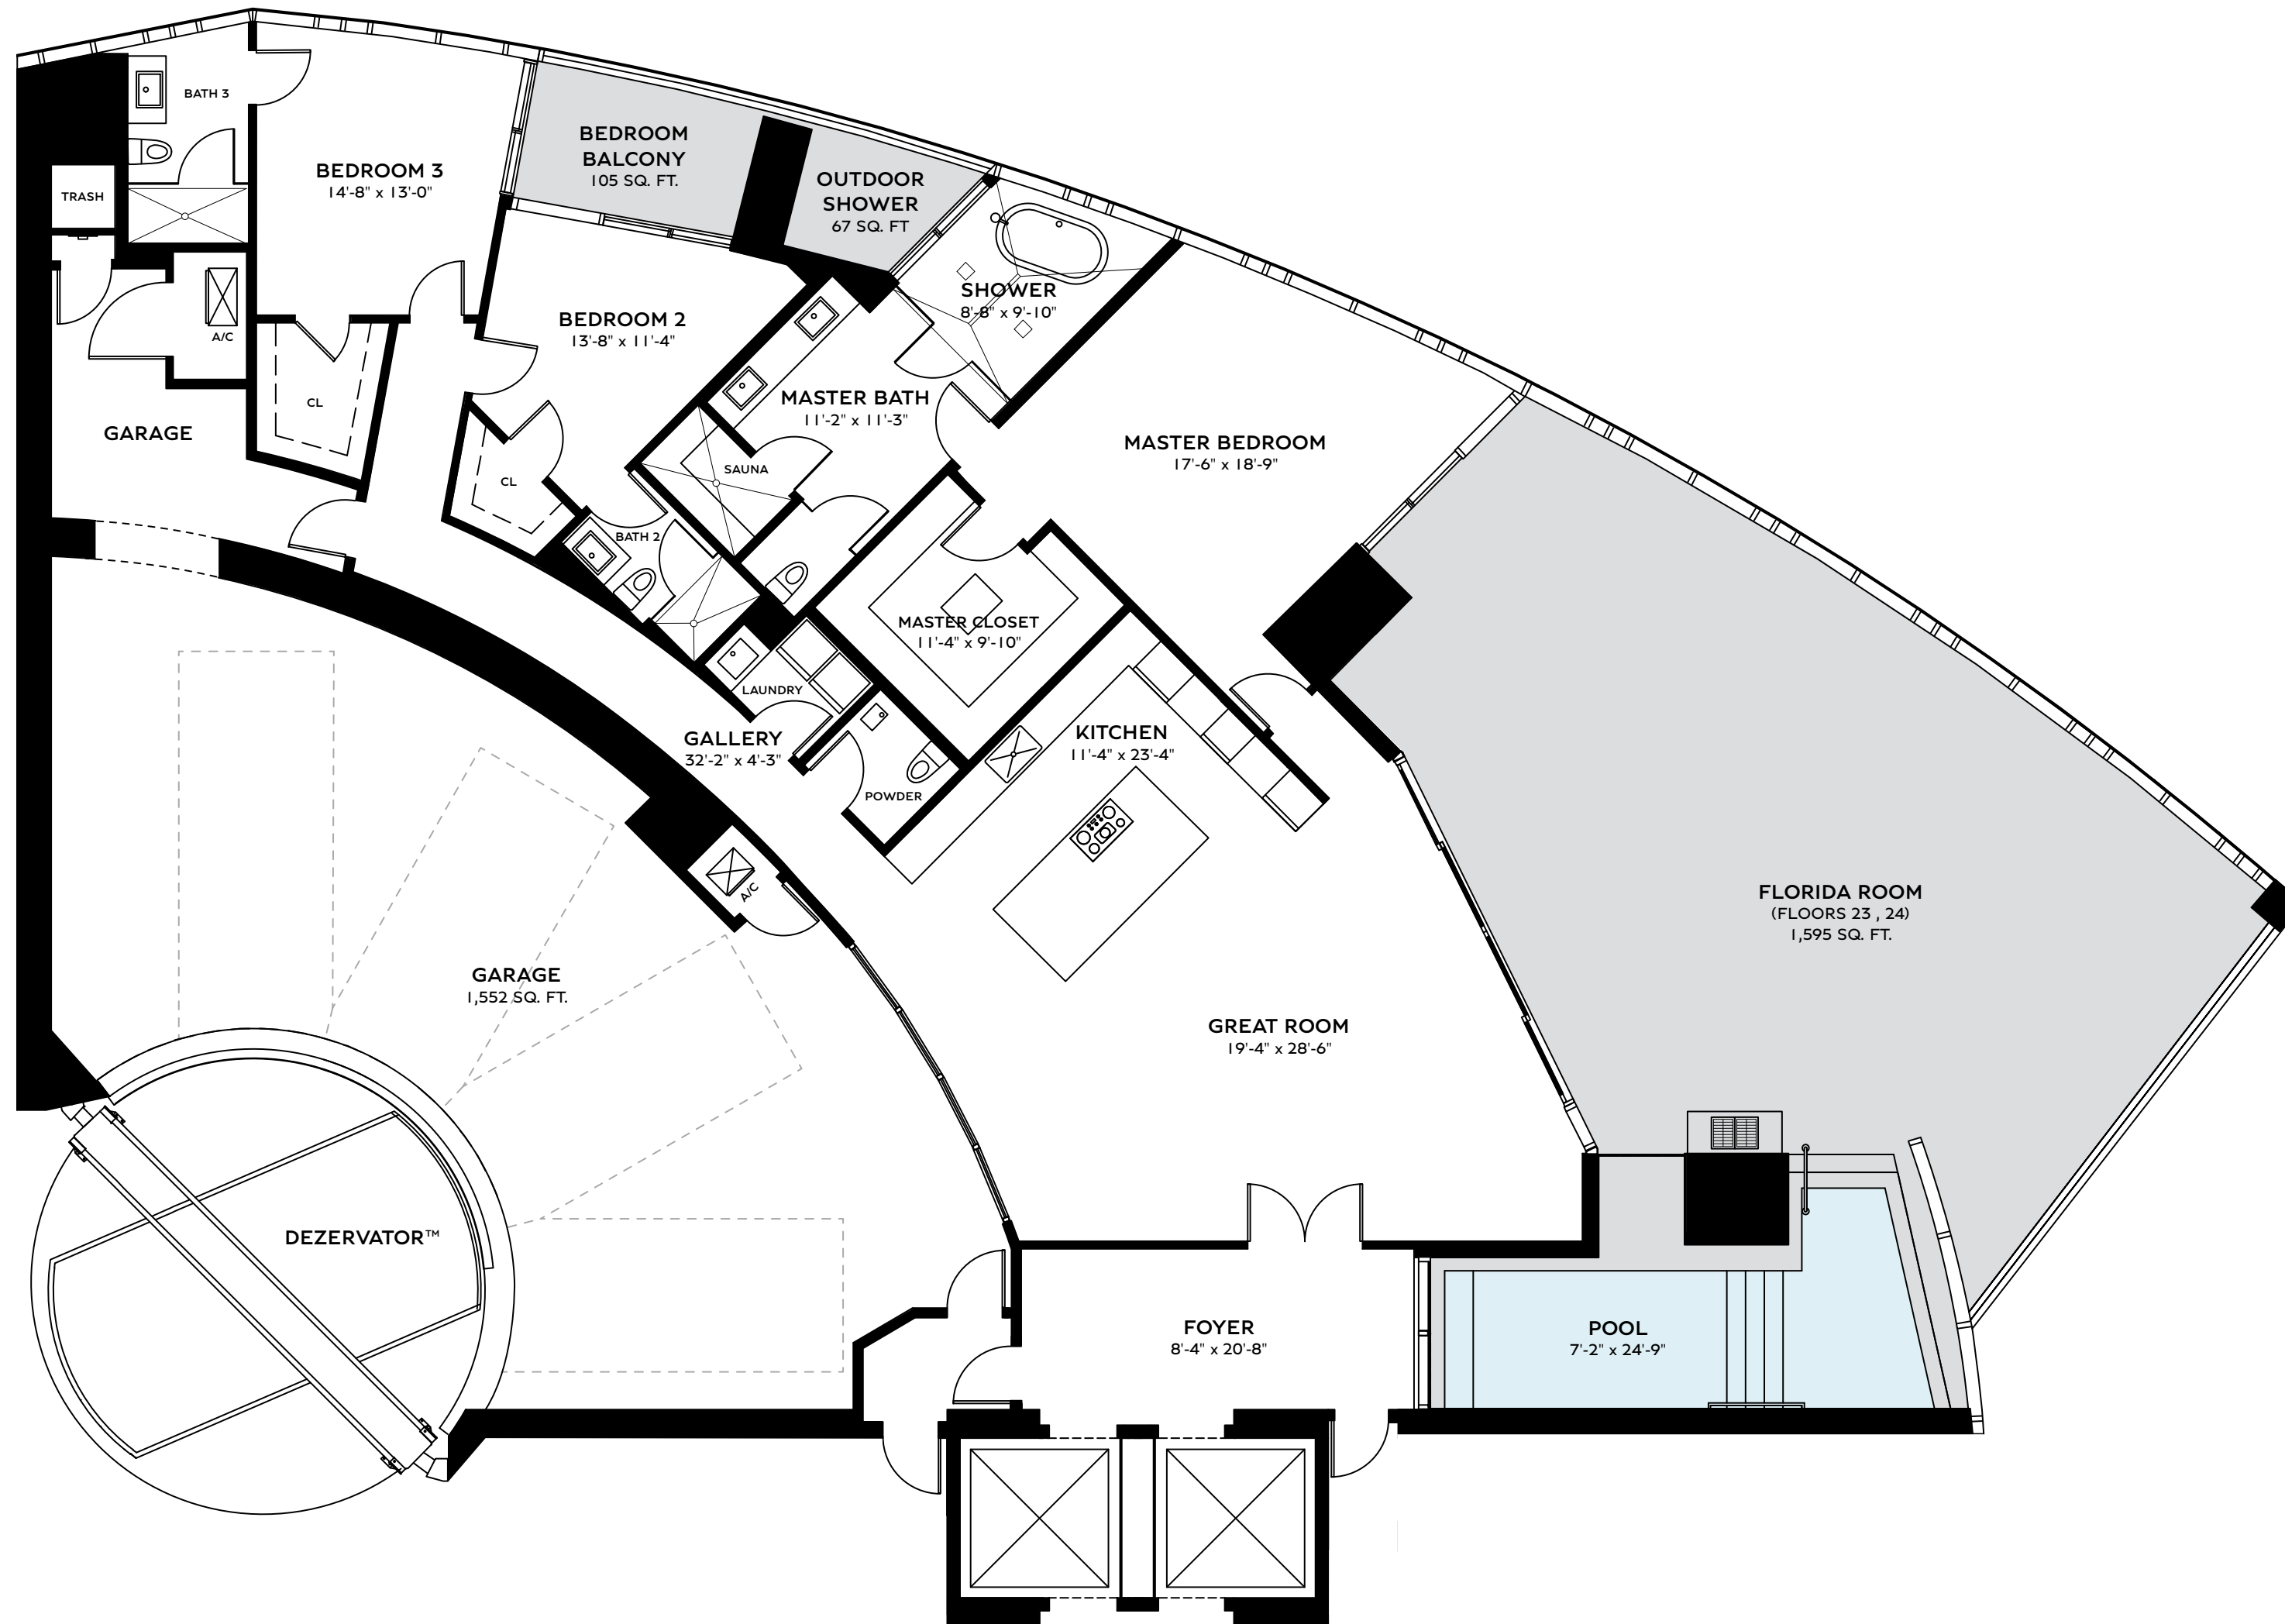 BATH 3
TRASH
BEDROOM 3
14'-8" x 13'-0"
BEDROOM
BALCONY
105 SQ. FT.
OUTDOOR
SHOWER
67 SQ. FT
SHOWER
8'-8" x 9'-10"
A/C
BEDROOM 2
13'-8" x 11'-4"
CL
GARAGE
MASTER BATH
11'-2" x 11'-3"
MASTER BEDROOM
17'-6" x 18'-9"
SAUNA
CL
BATH 2
MASTER CLOSET
11'-4" x 9'-10"
LAUNDRY
GALLERY
32'-2" x 4'-3"
KITCHEN
11'-4" x 23'-4"
POWDER
A/C
FLORIDA ROOM
(FLOORS 23 , 24)
1,595 SQ. FT.
GARAGE
1,552 SQ. FT.
GREAT ROOM
19'-4" x 28'-6"
DEZERVATOR™
FOYER
8'-4" x 20'-8"
POOL
7'-2" x 24'-9"